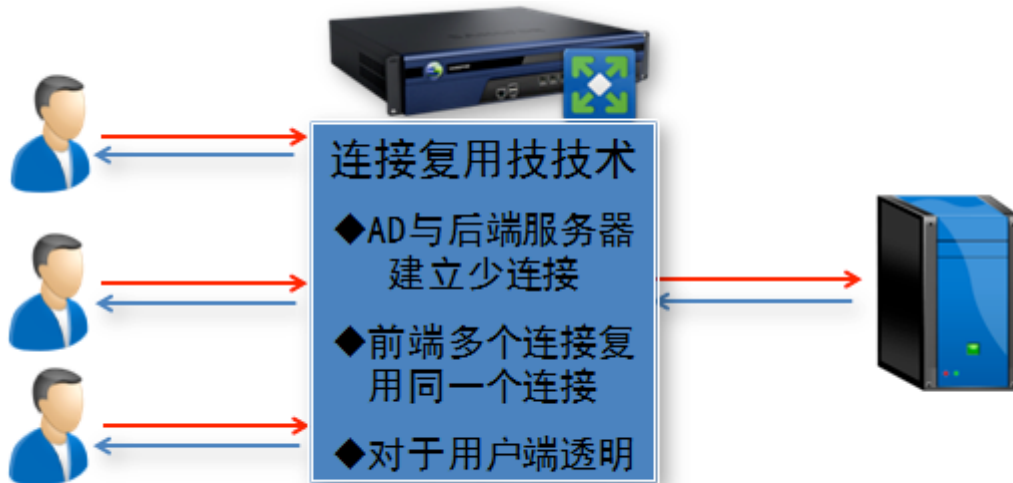 连接复用技技术
◆AD与后端服务器
建立少连接
◆前端多个连接复
用同一个连接
◆对于用户端透明